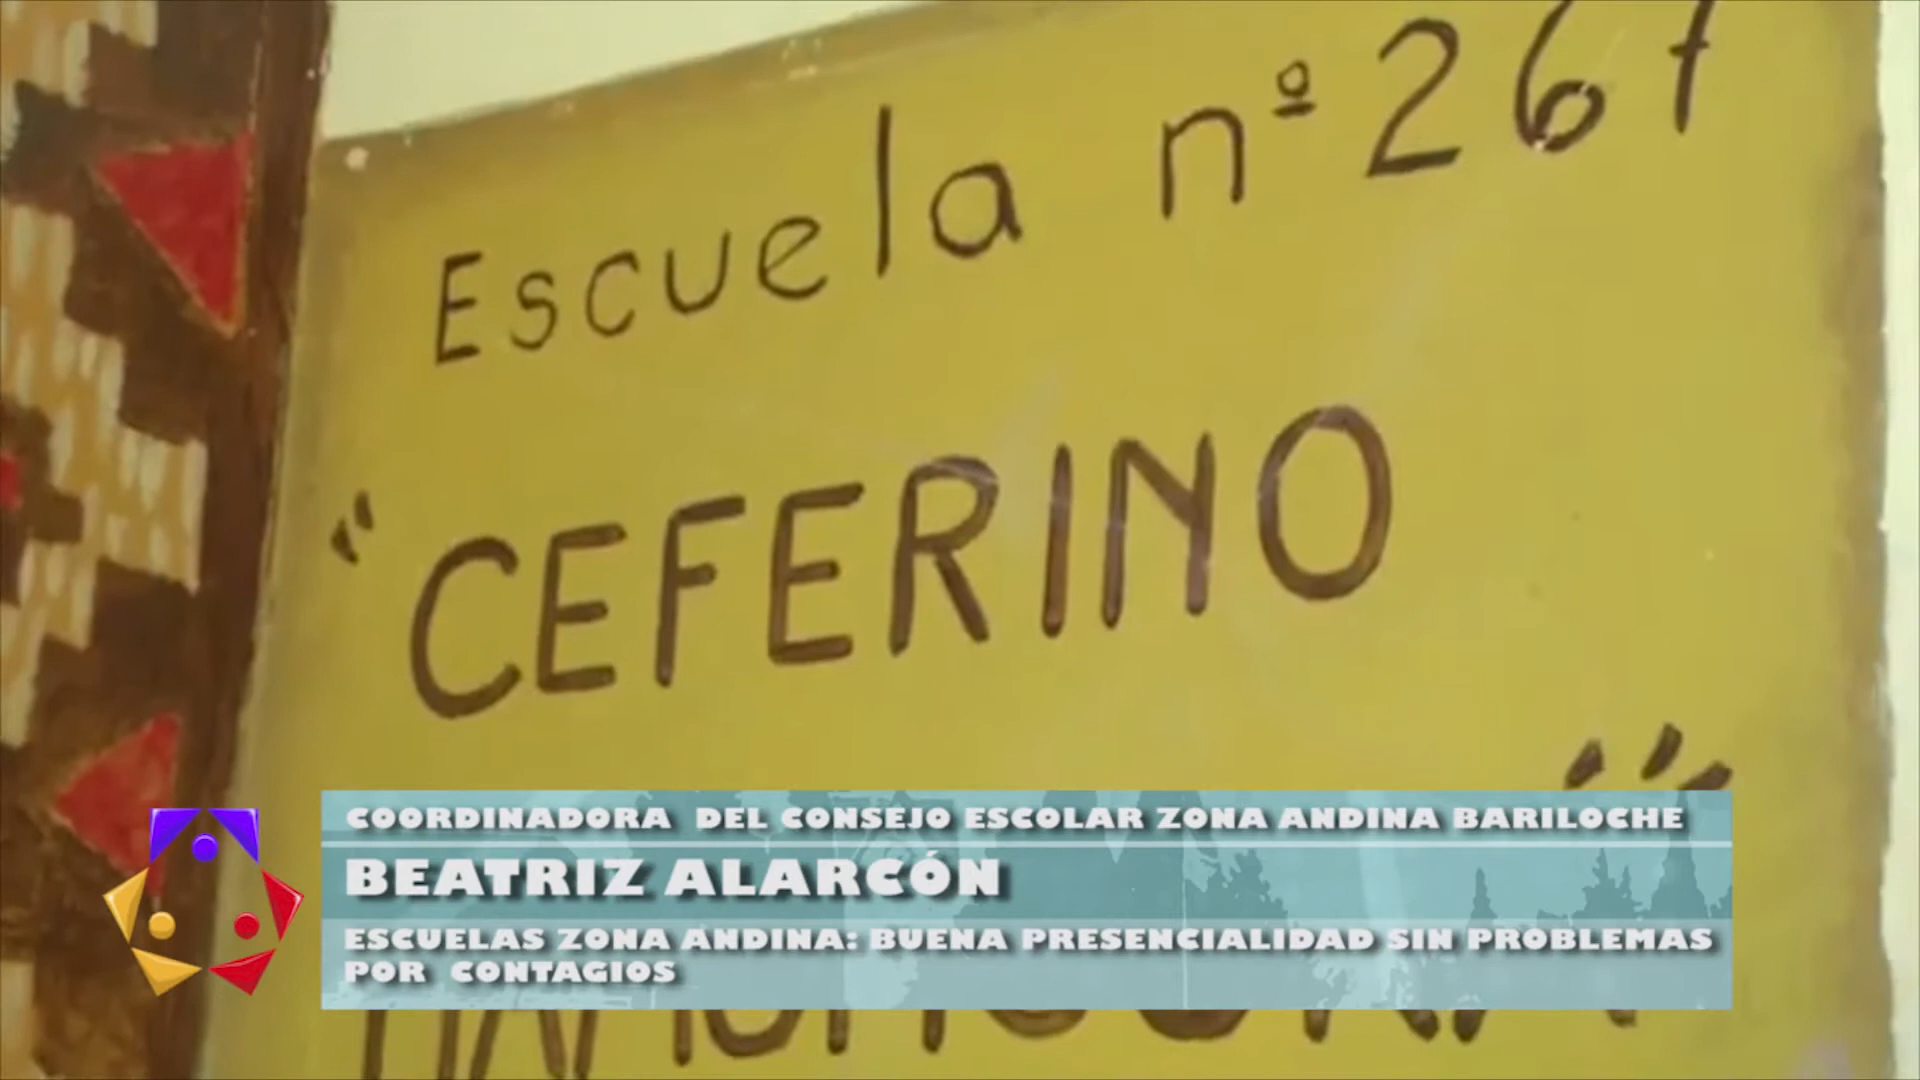 Escuela nº 267
"CEFERINO
COORDINADORA DEL CONSEJO ESCOLAR ZONA ANDINA BARILOCHE
BEATRIZ ALARCÓN
ESCUELAS ZONA ANDINA: BUENA PRESENCIALIDAD SIN PROBLEMAS
POR CONTAGIOS